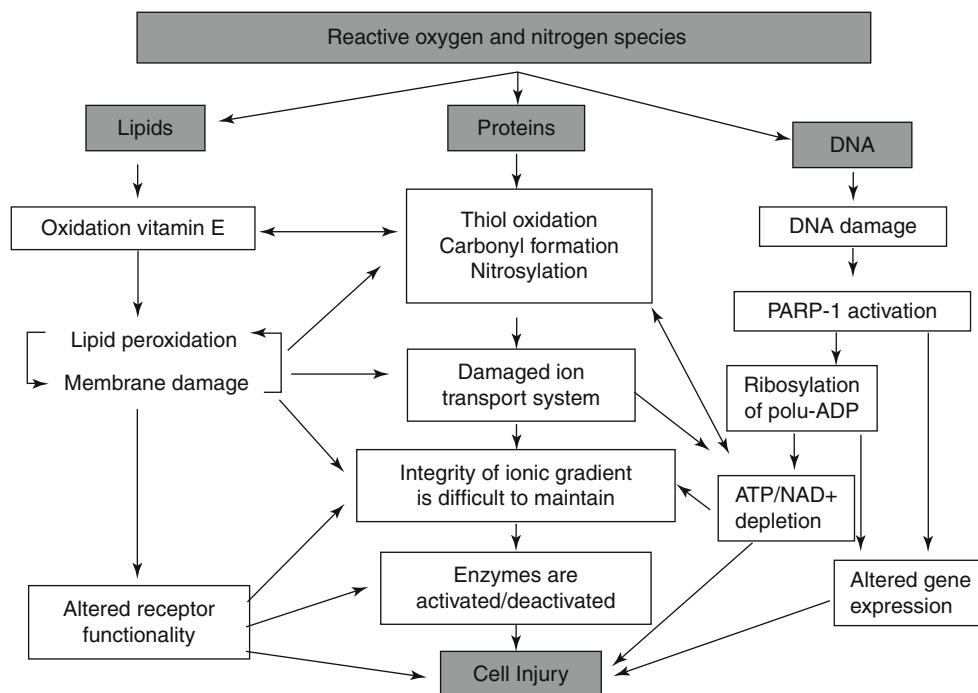 Reactive oxygen and nitrogen species
Lipids
Proteins
DNA
Oxidation vitamin E
Thiol oxidation
Carbonyl formation
Nitrosylation
DNA damage
PARP-1 activation
Lipid peroxidation
Membrane damage
Damaged ion
transport system
Ribosylation
of polu-ADP
Integrity of ionic gradient
is difficult to maintain
ATP/NAD+
depletion
Enzymes are
activated/deactivated
Altered gene
expression
Altered receptor
functionality
Cell Injury